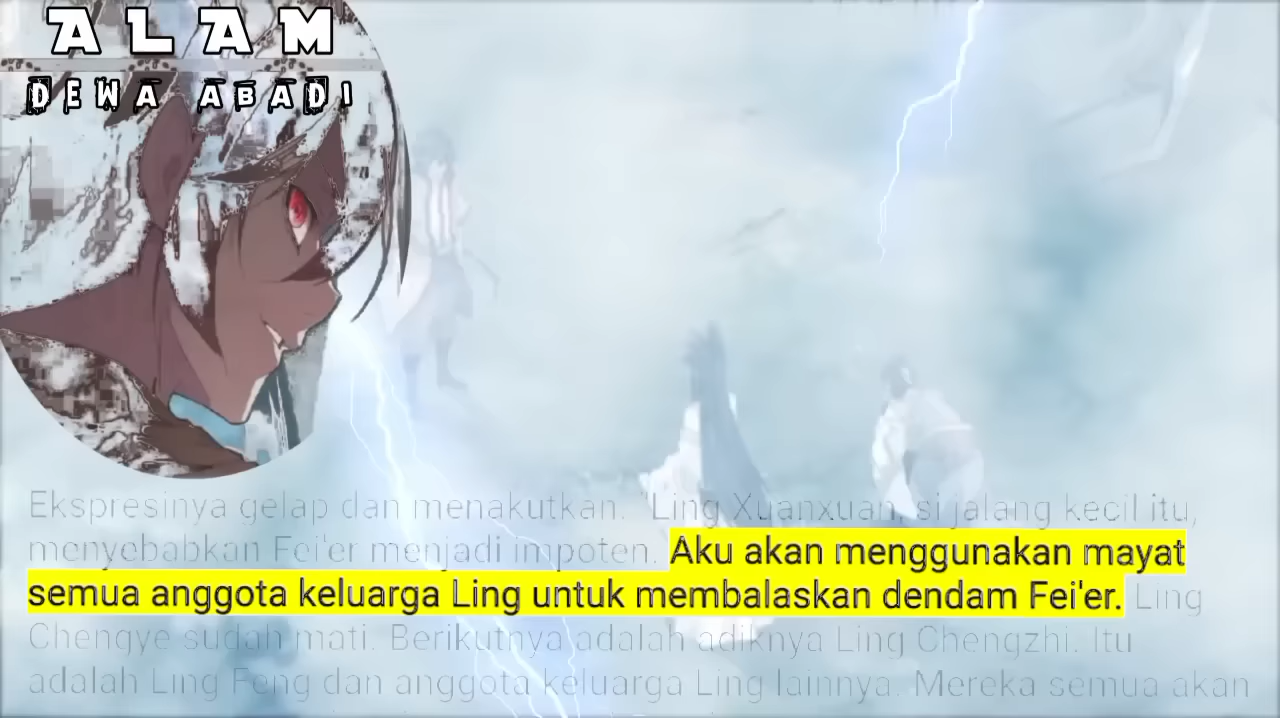 ALAM
DEWA ABADI
Ekspresinya gelap dan menakutkan. "Ling Xuanxuan, si jalang kecil itu,
menyebabkan Fei'er menjadi impoten. Aku akan menggunakan mayat
semua anggota keluarga Ling untuk membalaskan dendam Fei'er. Ling
Chengye sudah mati. Berikutnya adalah adiknya Ling Chengzhi. Itu
adalah Ling Feng dan anggota keluarga Ling lainnya. Mereka semua akan